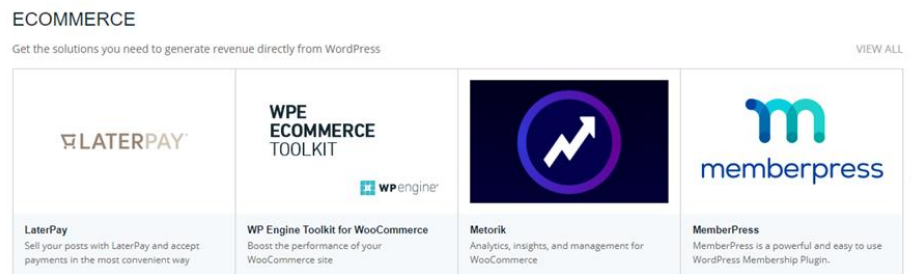 ECOMMERCE
Get the solutions you need to generate revenue directly from WordPress
VIEW ALL
LATERPAY
WPE
ECOMMERCE
TOOLKIT
wpengine
memberpress
LaterPay
Sell your posts with LaterPay and accept
payments in the most convenient way
WP Engine Toolkit for WooCommerce
Boost the performance of your
WooCommerce site
Metorik
Analytics, insights, and management for
WooCommerce
MemberPress
MemberPress is a powerful and easy to use
WordPress Membership Plugin.